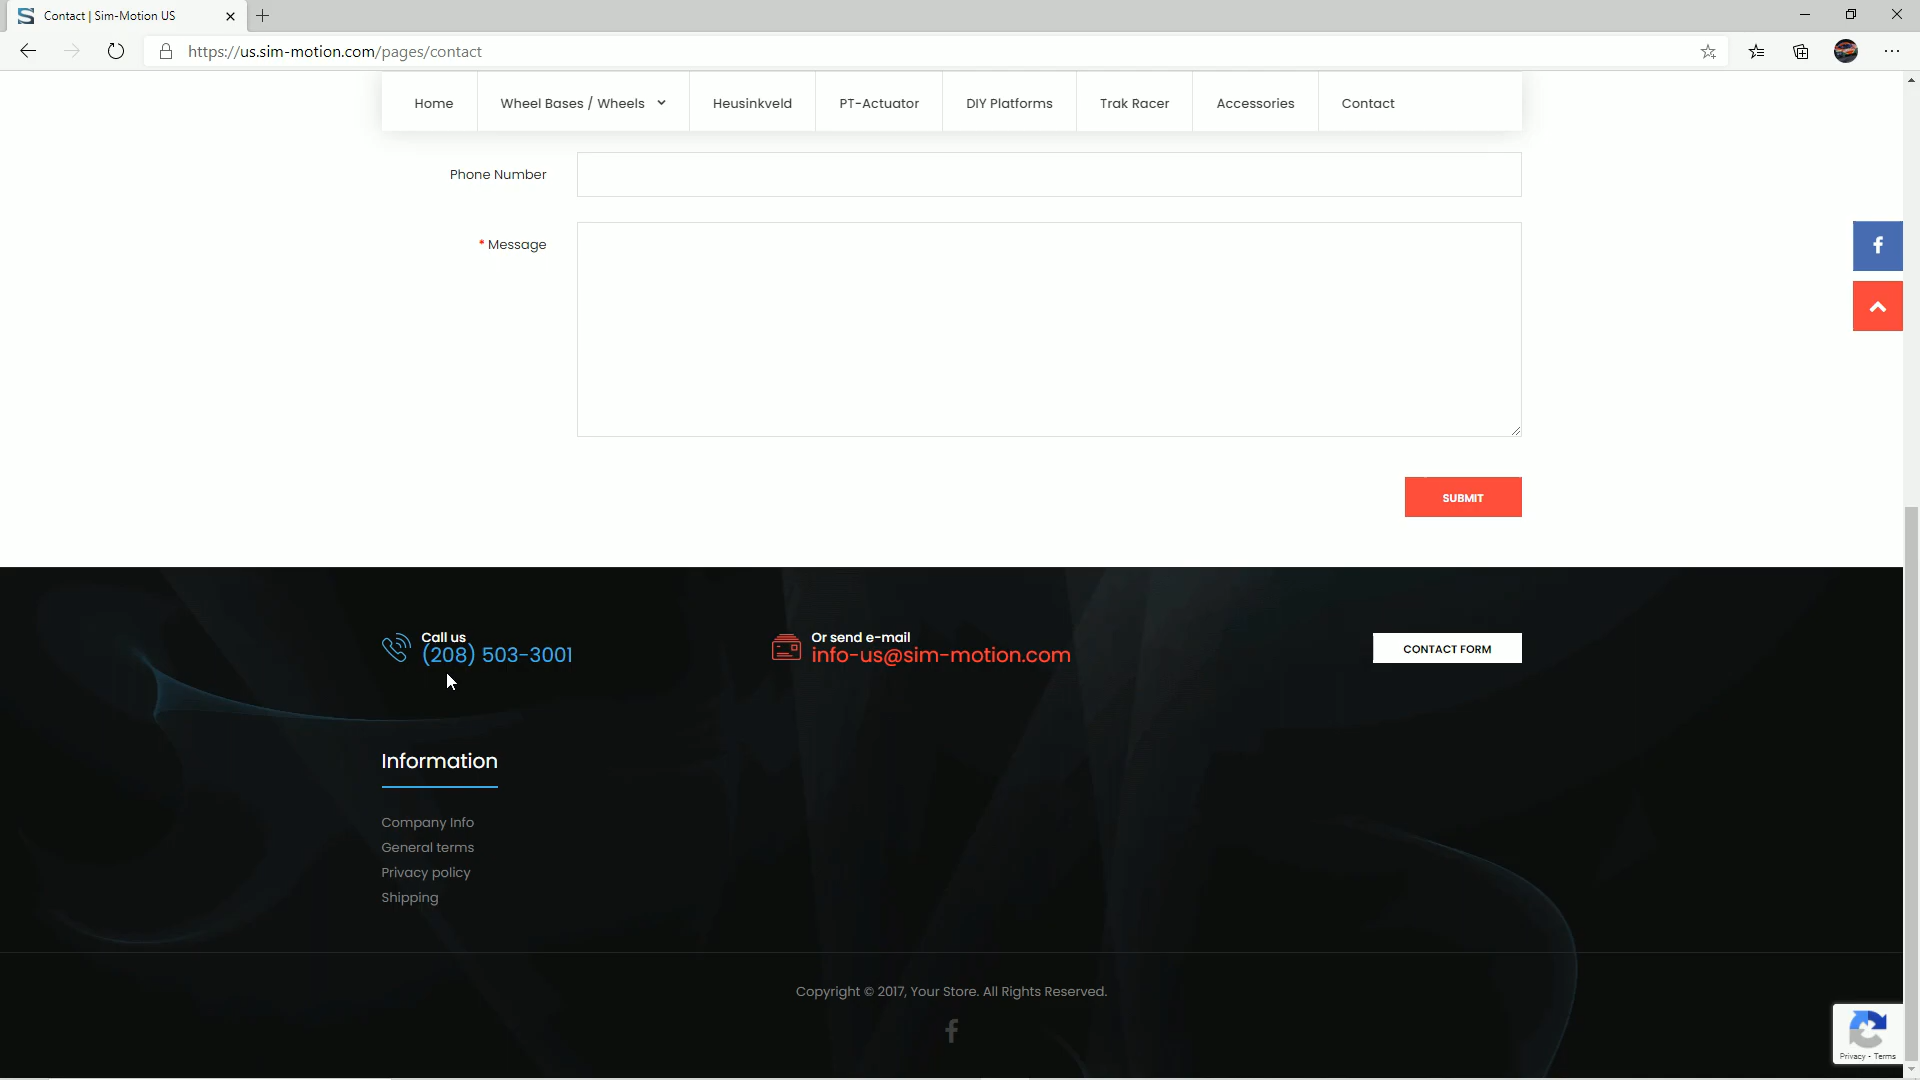 Contact | Sim-Motion US
https://us.sim-motion.com/pages/contact
Home Wheel Bases / Wheels Heusinkveld PT-Actuator DIY Platforms Trak Racer Accessories Contact
Phone Number
* Message
SUBMIT
Call us
(208) 503-3001
Or send e-mail
info-us@sim-motion.com
CONTACT FORM
Information
Company Info
General terms
Privacy policy
Shipping
Copyright © 2017, Your Store. All Rights Reserved.
Privacy - Terms